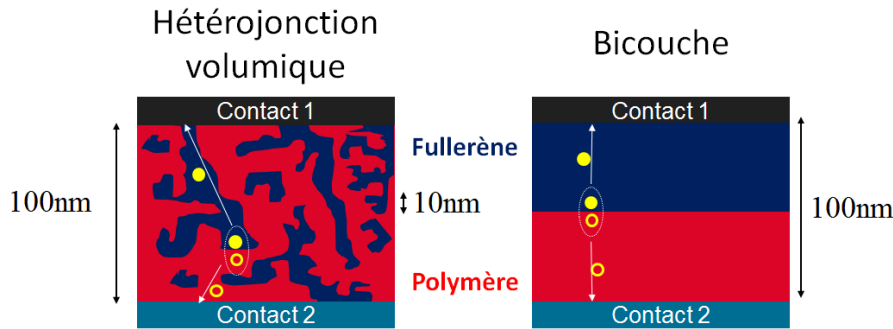 Hétérojonction
volumique
Contact 1
100nm
10nm
Contact 2
Fullerène
Polymère
Bicouche
Contact 1
100nm
Contact 2